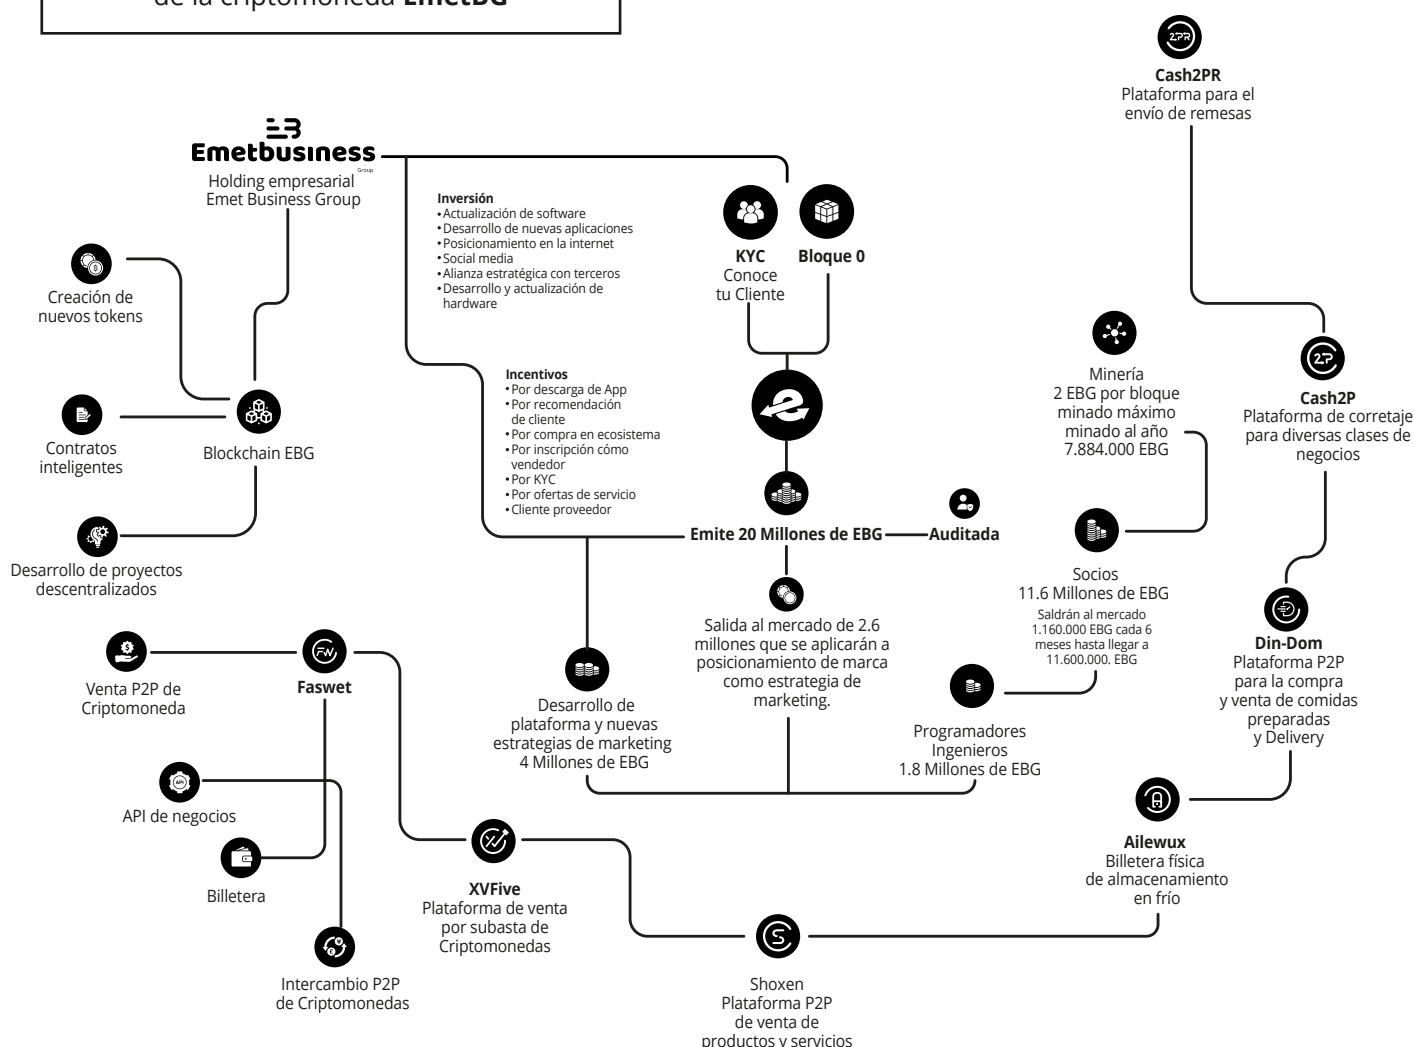 de la criptomoneda EmetBG
2PR
Cash2PR
Plataforma para el
envío de remesas
EB
Emetbusiness
Group
Holding empresarial
Emet Business Group
Inversión
• Actualización de software
• Desarrollo de nuevas aplicaciones
• Posicionamiento en la internet
• Social media
• Alianza estratégica con terceros
• Desarrollo y actualización de
hardware
KYC
Conoce
tu Cliente
Bloque 0
Creación de
nuevos tokens
Contratos
inteligentes
Blockchain EBG
Desarrollo de proyectos
descentralizados
Incentivos
• Por descarga de App
• Por recomendación
de cliente
• Por compra en ecosistema
• Por inscripción cómo
vendedor
• Por KYC
• Por ofertas de servicio
• Cliente proveedor
e
Emite 20 Millones de EBG
Auditada
Minería
2 EBG por bloque
minado máximo
minado al año
7.884.000 EBG
2P
Cash2P
Plataforma de corretaje
para diversas clases de
negocios
Socios
11.6 Millones de EBG
Saldrán al mercado
1.160.000 EBG cada 6
meses hasta llegar a
11.600.000. EBG
Din-Dom
Plataforma P2P
para la compra
y venta de comidas
preparadas
y Delivery
Salida al mercado de 2.6
millones que se aplicarán a
posicionamiento de marca
como estrategia de
marketing.
Desarrollo de
plataforma y nuevas
estrategias de marketing
4 Millones de EBG
Programadores
Ingenieros
1.8 Millones de EBG
Venta P2P de
Criptomoneda
FW
Faswet
API
API de negocios
Billetera
Intercambio P2P
de Criptomonedas
XV
XVFive
Plataforma de venta
por subasta de
Criptomonedas
S
Shoxen
Plataforma P2P
de venta de
productos y servicios
Ailewux
Billetera física
de almacenamiento
en frío